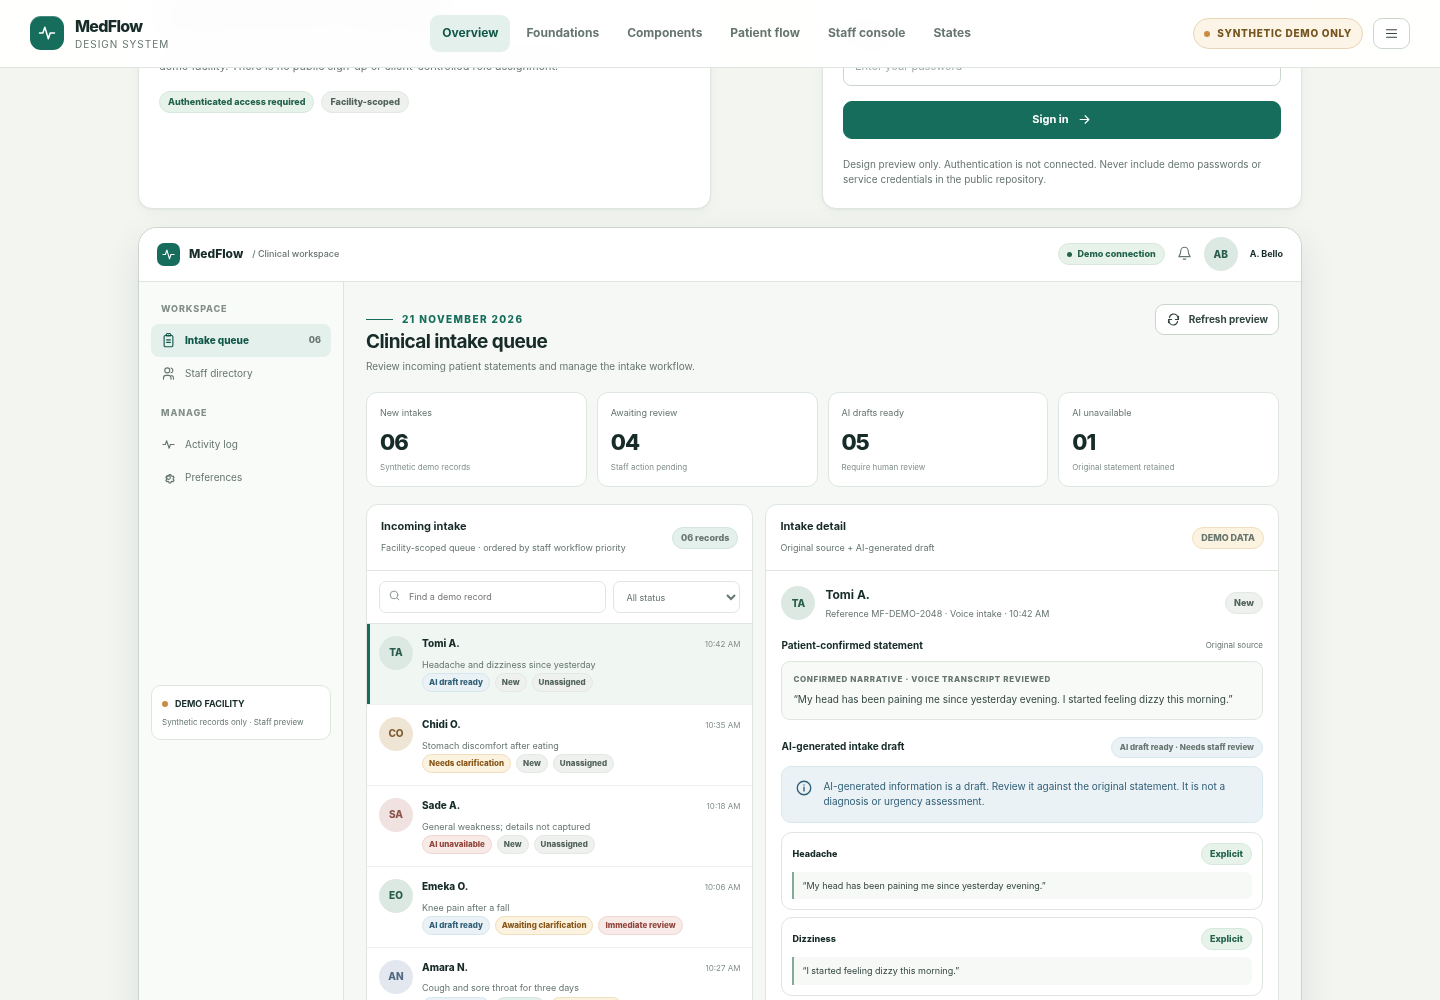 MedFlow
DESIGN SYSTEM
Overview
Foundations
Components
Patient flow
Staff console
States
SYNTHETIC DEMO ONLY
Authenticated access required
Facility-scoped
Sign in
Design preview only. Authentication is not connected. Never include demo passwords or
service credentials in the public repository.
MedFlow / Clinical workspace
Demo connection
AB
A. Bello
WORKSPACE
Intake queue 06
Staff directory
MANAGE
Activity log
Preferences
DEMO FACILITY
Synthetic records only · Staff preview
21 NOVEMBER 2026
Clinical intake queue
Review incoming patient statements and manage the intake workflow.
Refresh preview
New intakes
06
Synthetic demo records
Awaiting review
04
Staff action pending
AI drafts ready
05
Require human review
AI unavailable
01
Original statement retained
Incoming intake
Facility-scoped queue · ordered by staff workflow priority
06 records
Find a demo record
All status
TA
Tomi A.
10:42 AM
Headache and dizziness since yesterday
AI draft ready
New
Unassigned
CO
Chidi O.
10:35 AM
Stomach discomfort after eating
Needs clarification
New
Unassigned
SA
Sade A.
10:18 AM
General weakness; details not captured
AI unavailable
New
Unassigned
EO
Emeka O.
10:06 AM
Knee pain after a fall
AI draft ready
Awaiting clarification
Immediate review
AN
Amara N.
10:27 AM
Cough and sore throat for three days
Intake detail
Original source + AI-generated draft
DEMO DATA
TA
Tomi A.
Reference MF-DEMO-2048 · Voice intake · 10:42 AM
New
Patient-confirmed statement
Original source
CONFIRMED NARRATIVE · VOICE TRANSCRIPT REVIEWED
“My head has been paining me since yesterday evening. I started feeling dizzy this morning.”
AI-generated intake draft
AI draft ready · Needs staff review
AI-generated information is a draft. Review it against the original statement. It is not a
diagnosis or urgency assessment.
Headache
Explicit
“My head has been paining me since yesterday evening.”
Dizziness
Explicit
“I started feeling dizzy this morning.”